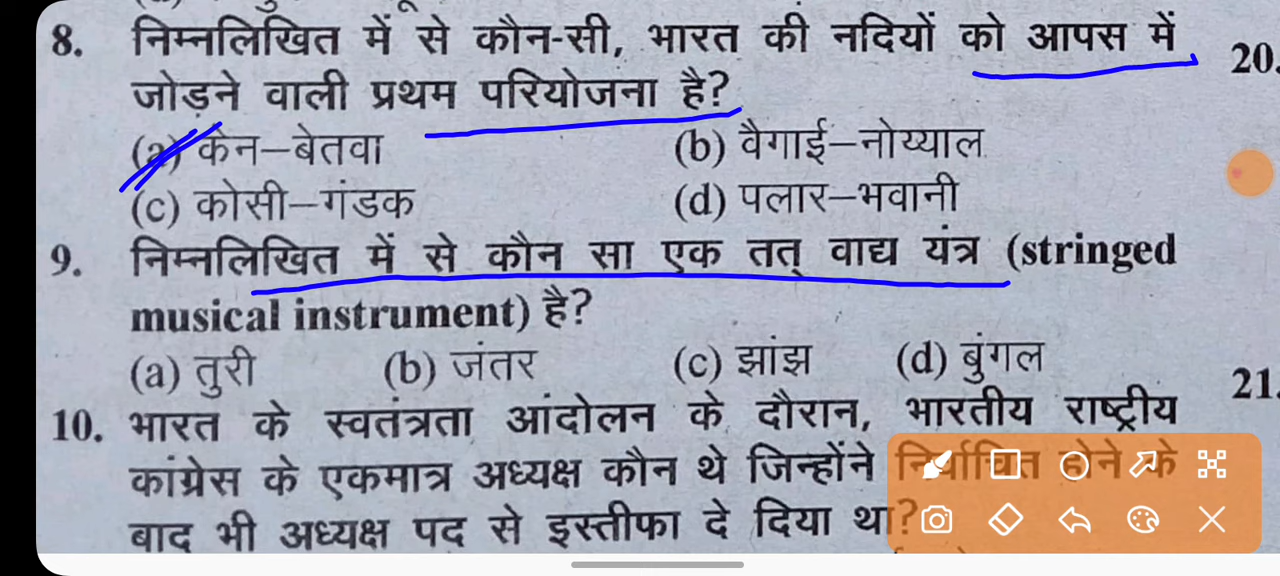 8. निम्नलिखित में से कौन-सी, भारत की नदियों को आपस में
20.
जोड़ने वाली प्रथम परियोजना है?
(a) केन–बेतवा (b) वैगाई–नोय्याल
(c) कोसी–गंडक (d) पलार–भवानी
9. निम्नलिखित में से कौन सा एक तत् वाद्य यंत्र (stringed
musical instrument) है?
(a) तुरी (b) जंतर (c) झांझ (d) बुंगल
21.
10. भारत के स्वतंत्रता आंदोलन के दौरान, भारतीय राष्ट्रीय
कांग्रेस के एकमात्र अध्यक्ष कौन थे जिन्होंने निर्वाचित होने के
बाद भी अध्यक्ष पद से इस्तीफा दे दिया था?